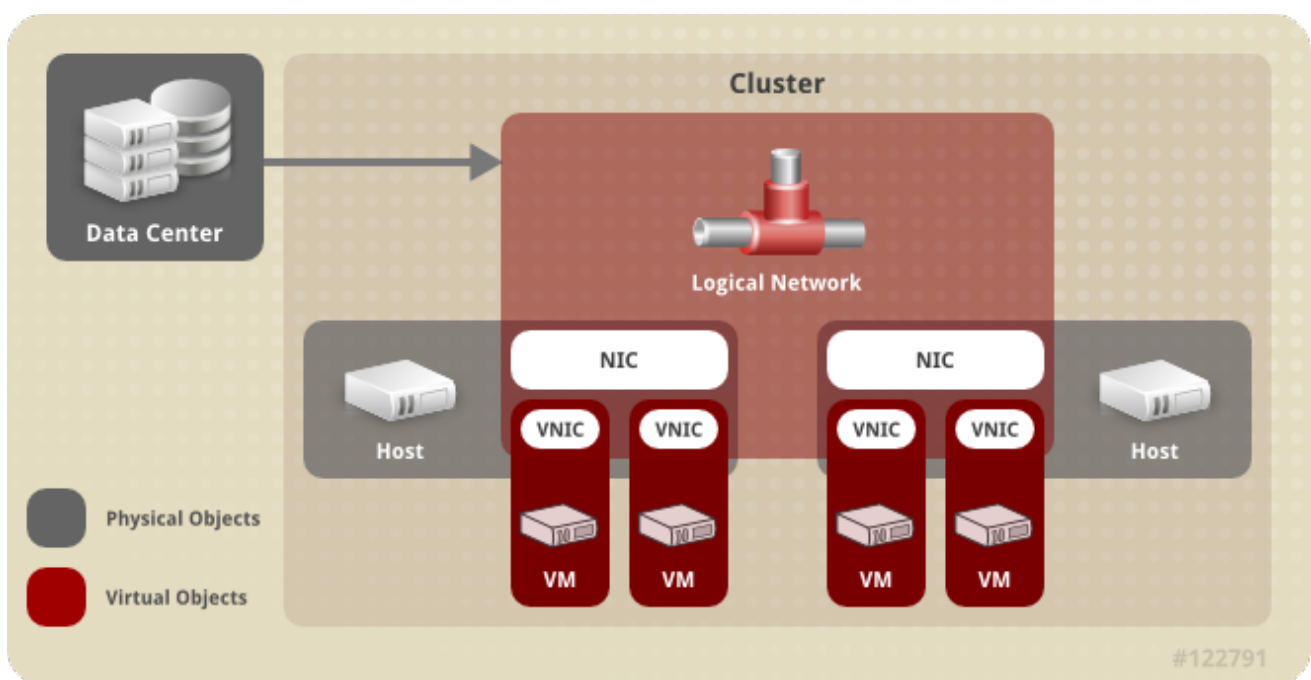 Cluster
Data Center
Logical Network
NIC
NIC
VNIC
VNIC
VNIC
VNIC
Host
Host
Physical Objects
VM
VM
VM
VM
Virtual Objects
#122791